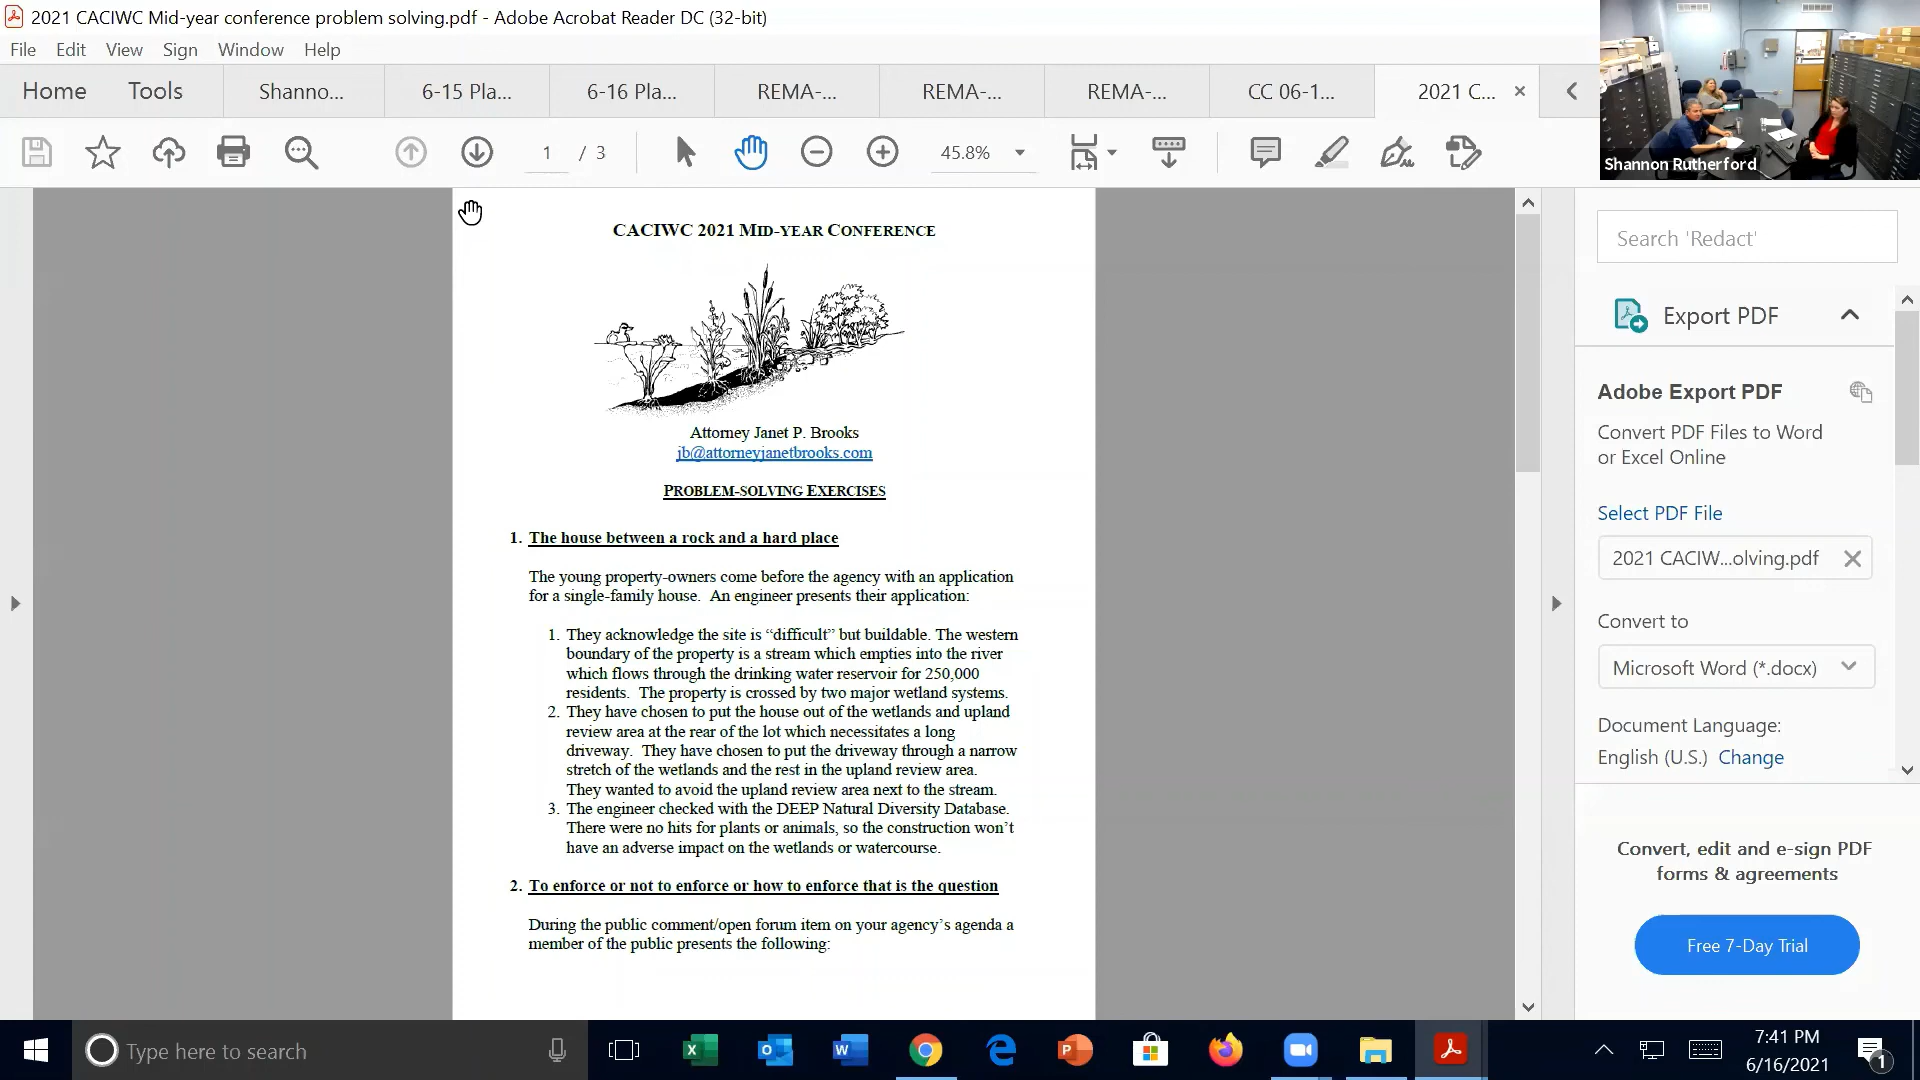 2021 CACIWC Mid-year conference problem solving.pdf - Adobe Acrobat Reader DC (32-bit)
File Edit View Sign Window Help
Home Tools Shanno... 6-15 Pla... 6-16 Pla... REMA-... REMA-... REMA-... CC 06-1... 2021 C...
1 / 3 45.8%
Shannon Rutherford
CACIWC 2021 MID-YEAR CONFERENCE
Attorney Janet P. Brooks
jb@attorneyjanetbrooks.com
PROBLEM-SOLVING EXERCISES
1. The house between a rock and a hard place
The young property-owners come before the agency with an application
for a single-family house. An engineer presents their application:
1. They acknowledge the site is “difficult” but buildable. The western
boundary of the property is a stream which empties into the river
which flows through the drinking water reservoir for 250,000
residents. The property is crossed by two major wetland systems.
2. They have chosen to put the house out of the wetlands and upland
review area at the rear of the lot which necessitates a long
driveway. They have chosen to put the driveway through a narrow
stretch of the wetlands and the rest in the upland review area.
They wanted to avoid the upland review area next to the stream.
3. The engineer checked with the DEEP Natural Diversity Database.
There were no hits for plants or animals, so the construction won’t
have an adverse impact on the wetlands or watercourse.
2. To enforce or not to enforce or how to enforce that is the question
During the public comment/open forum item on your agency’s agenda a
member of the public presents the following:
Search 'Redact'
Export PDF
Adobe Export PDF
Convert PDF Files to Word
or Excel Online
Select PDF File
2021 CACIW...olving.pdf
Convert to
Microsoft Word (*.docx)
Document Language:
English (U.S.) Change
Convert, edit and e-sign PDF
forms & agreements
Free 7-Day Trial
Type here to search
7:41 PM
6/16/2021
1